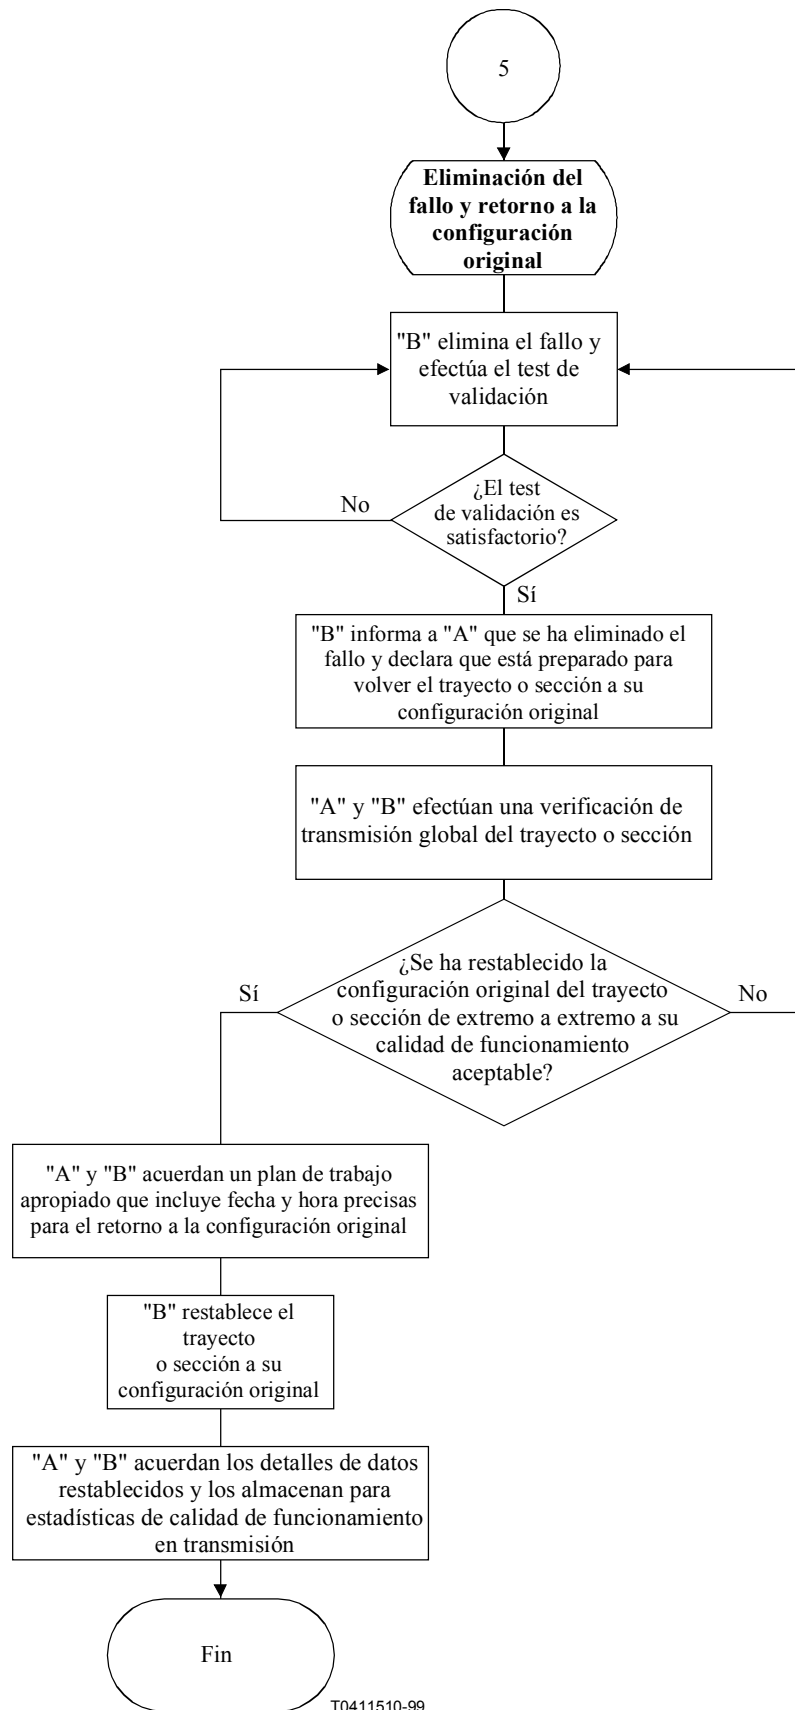 5
Eliminación del
fallo y retorno a la
configuración
original
"B" elimina el fallo y
efectúa el test de
validación
¿El test
de validación es
satisfactorio?
No
Sí
"B" informa a "A" que se ha eliminado el
fallo y declara que está preparado para
volver el trayecto o sección a su
configuración original
"A" y "B" efectúan una verificación de
transmisión global del trayecto o sección
¿Se ha restablecido la
configuración original del trayecto
o sección de extremo a extremo a su
calidad de funcionamiento
aceptable?
Sí
No
"A" y "B" acuerdan un plan de trabajo
apropiado que incluye fecha y hora precisas
para el retorno a la configuración original
"B" restablece el
trayecto
o sección a su
configuración original
"A" y "B" acuerdan los detalles de datos
restablecidos y los almacenan para
estadísticas de calidad de funcionamiento
en transmisión
Fin
T0411510-99